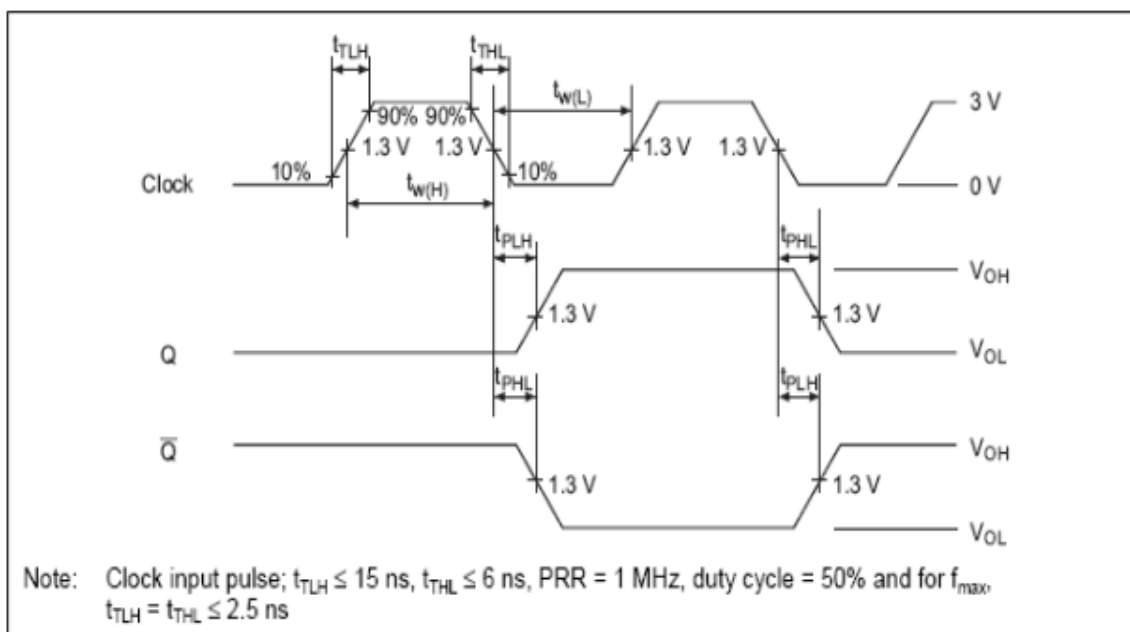 tTLH tTHL
tw(L)
3 V
90% 90%
1.3 V 1.3 V 1.3 V 1.3 V
10% 10%
Clock
0 V
tw(H)
tPLH tPHL
VOH
1.3 V 1.3 V
Q
VOL
tPHL tPLH
Q̅
VOH
1.3 V 1.3 V
VOL
Note: Clock input pulse; tTLH ≤ 15 ns, tTHL ≤ 6 ns, PRR = 1 MHz, duty cycle = 50% and for fmax,
tTLH = tTHL ≤ 2.5 ns